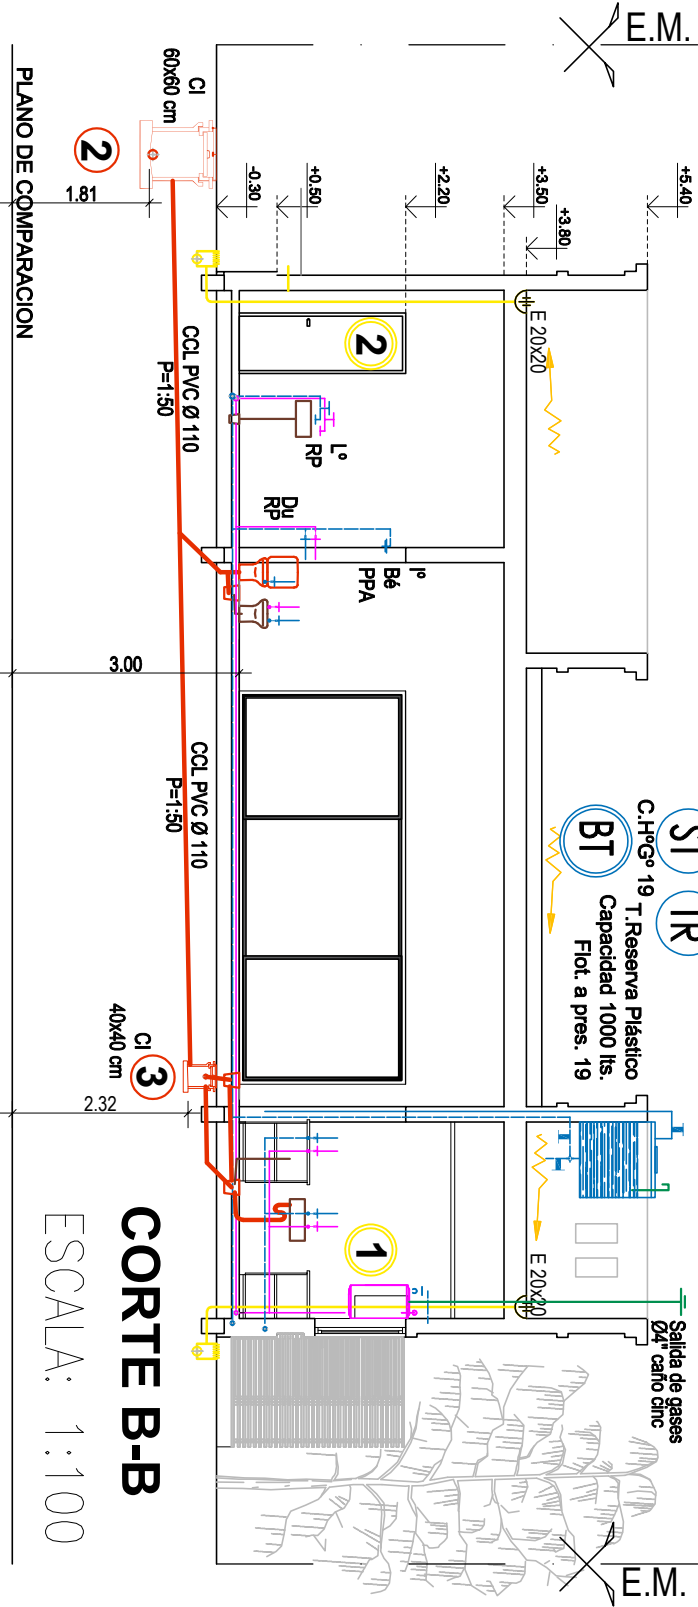 E.M.
E.M.
+5.40
+3.80
+3.50
+2.20
+0.50
-0.30
E 20x20
E 20x20
ST
TR
C.HºGº 19
BT
T.Reserva Plástico
Capacidad 1000 lts.
Flot. a pres. 19
Salida de gases
Ø4" caño cinc
2
1
Lº
RP
Du
RP
Iº
Bé
PPA
CI
60x60 cm
2
1.81
CCL PVC Ø 110
P=1:50
3.00
CCL PVC Ø 110
P=1:50
CI
40x40 cm
3
2.32
PLANO DE COMPARACION
CORTE B-B
ESCALA: 1:100